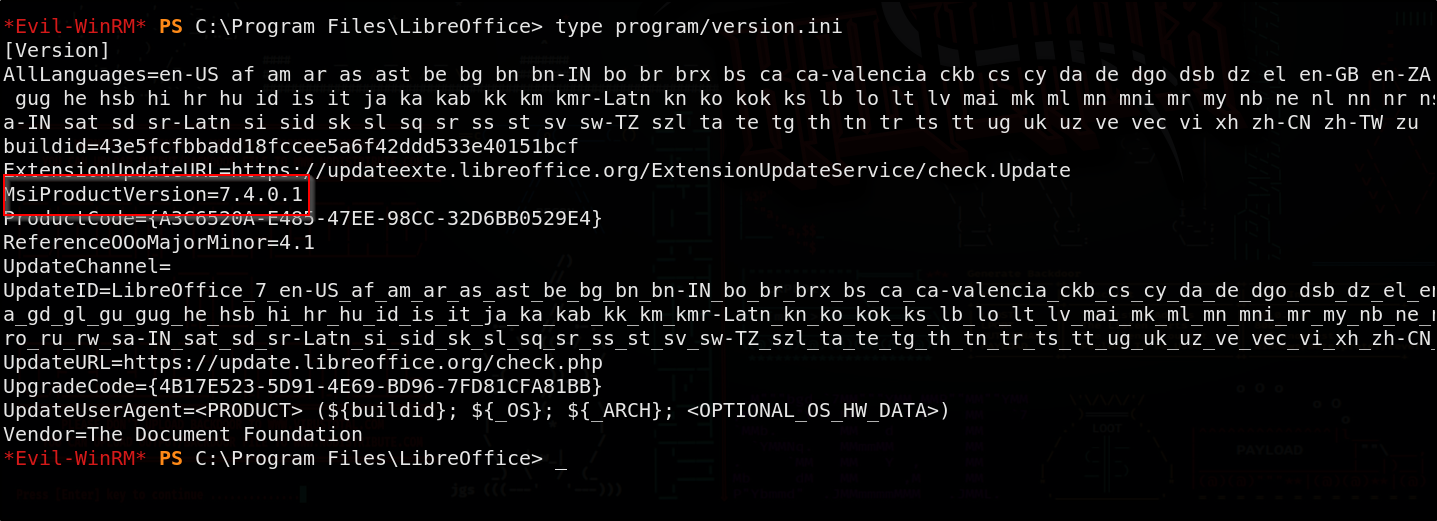 *Evil-WinRM* PS C:\Program Files\LibreOffice> type program/version.ini
[Version]
AllLanguages=en-US af am ar as ast be bg bn bn-IN bo br brx bs ca ca-valencia ckb cs cy da de dgo dsb dz el en-GB en-ZA
gug he hsb hi hr hu id is it ja ka kab kk km kmr-Latn kn ko kok ks lb lo lt lv mai mk ml mn mni mr my nb ne nl nn nr
a-IN sat sd sr-Latn si sid sk sl sq sr ss st sv sw-TZ szl ta te tg th tn tr ts tt ug uk uz ve vec vi xh zh-CN zh-TW zu
buildid=43e5fcfbbadd18fccee5a6f42ddd533e40151bcf
ExtensionUpdateURL=https://updateexte.libreoffice.org/ExtensionUpdateService/check.Update
MsiProductVersion=7.4.0.1
ProductCode={A3C6520A-E485-47EE-98CC-32D6BB0529E4}
ReferenceOOoMajorMinor=4.1
UpdateChannel=
UpdateID=LibreOffice_7_en-US_af_am_ar_as_ast_be_bg_bn_bn-IN_bo_br_brx_bs_ca_ca-valencia_ckb_cs_cy_da_de_dgo_dsb_dz_el_e
a_gd_gl_gu_gug_he_hsb_hi_hr_hu_id_is_it_ja_ka_kab_kk_km_kmr-Latn_kn_ko_kok_ks_lb_lo_lt_lv_mai_mk_ml_mn_mni_mr_my_nb_ne_
ro_ru_rw_sa-IN_sat_sd_sr-Latn_si_sid_sk_sl_sq_sr_ss_st_sv_sw-TZ_szl_ta_te_tg_th_tn_tr_ts_tt_ug_uk_uz_ve_vec_vi_xh_zh-CN_
UpdateURL=https://update.libreoffice.org/check.php
UpgradeCode={4B17E523-5D91-4E69-BD96-7FD81CFA81BB}
UpdateUserAgent=<PRODUCT> (${buildid}; ${_OS}; ${_ARCH}; <OPTIONAL_OS_HW_DATA>)
Vendor=The Document Foundation
*Evil-WinRM* PS C:\Program Files\LibreOffice> _
LOOT
PAYLOAD
jgs